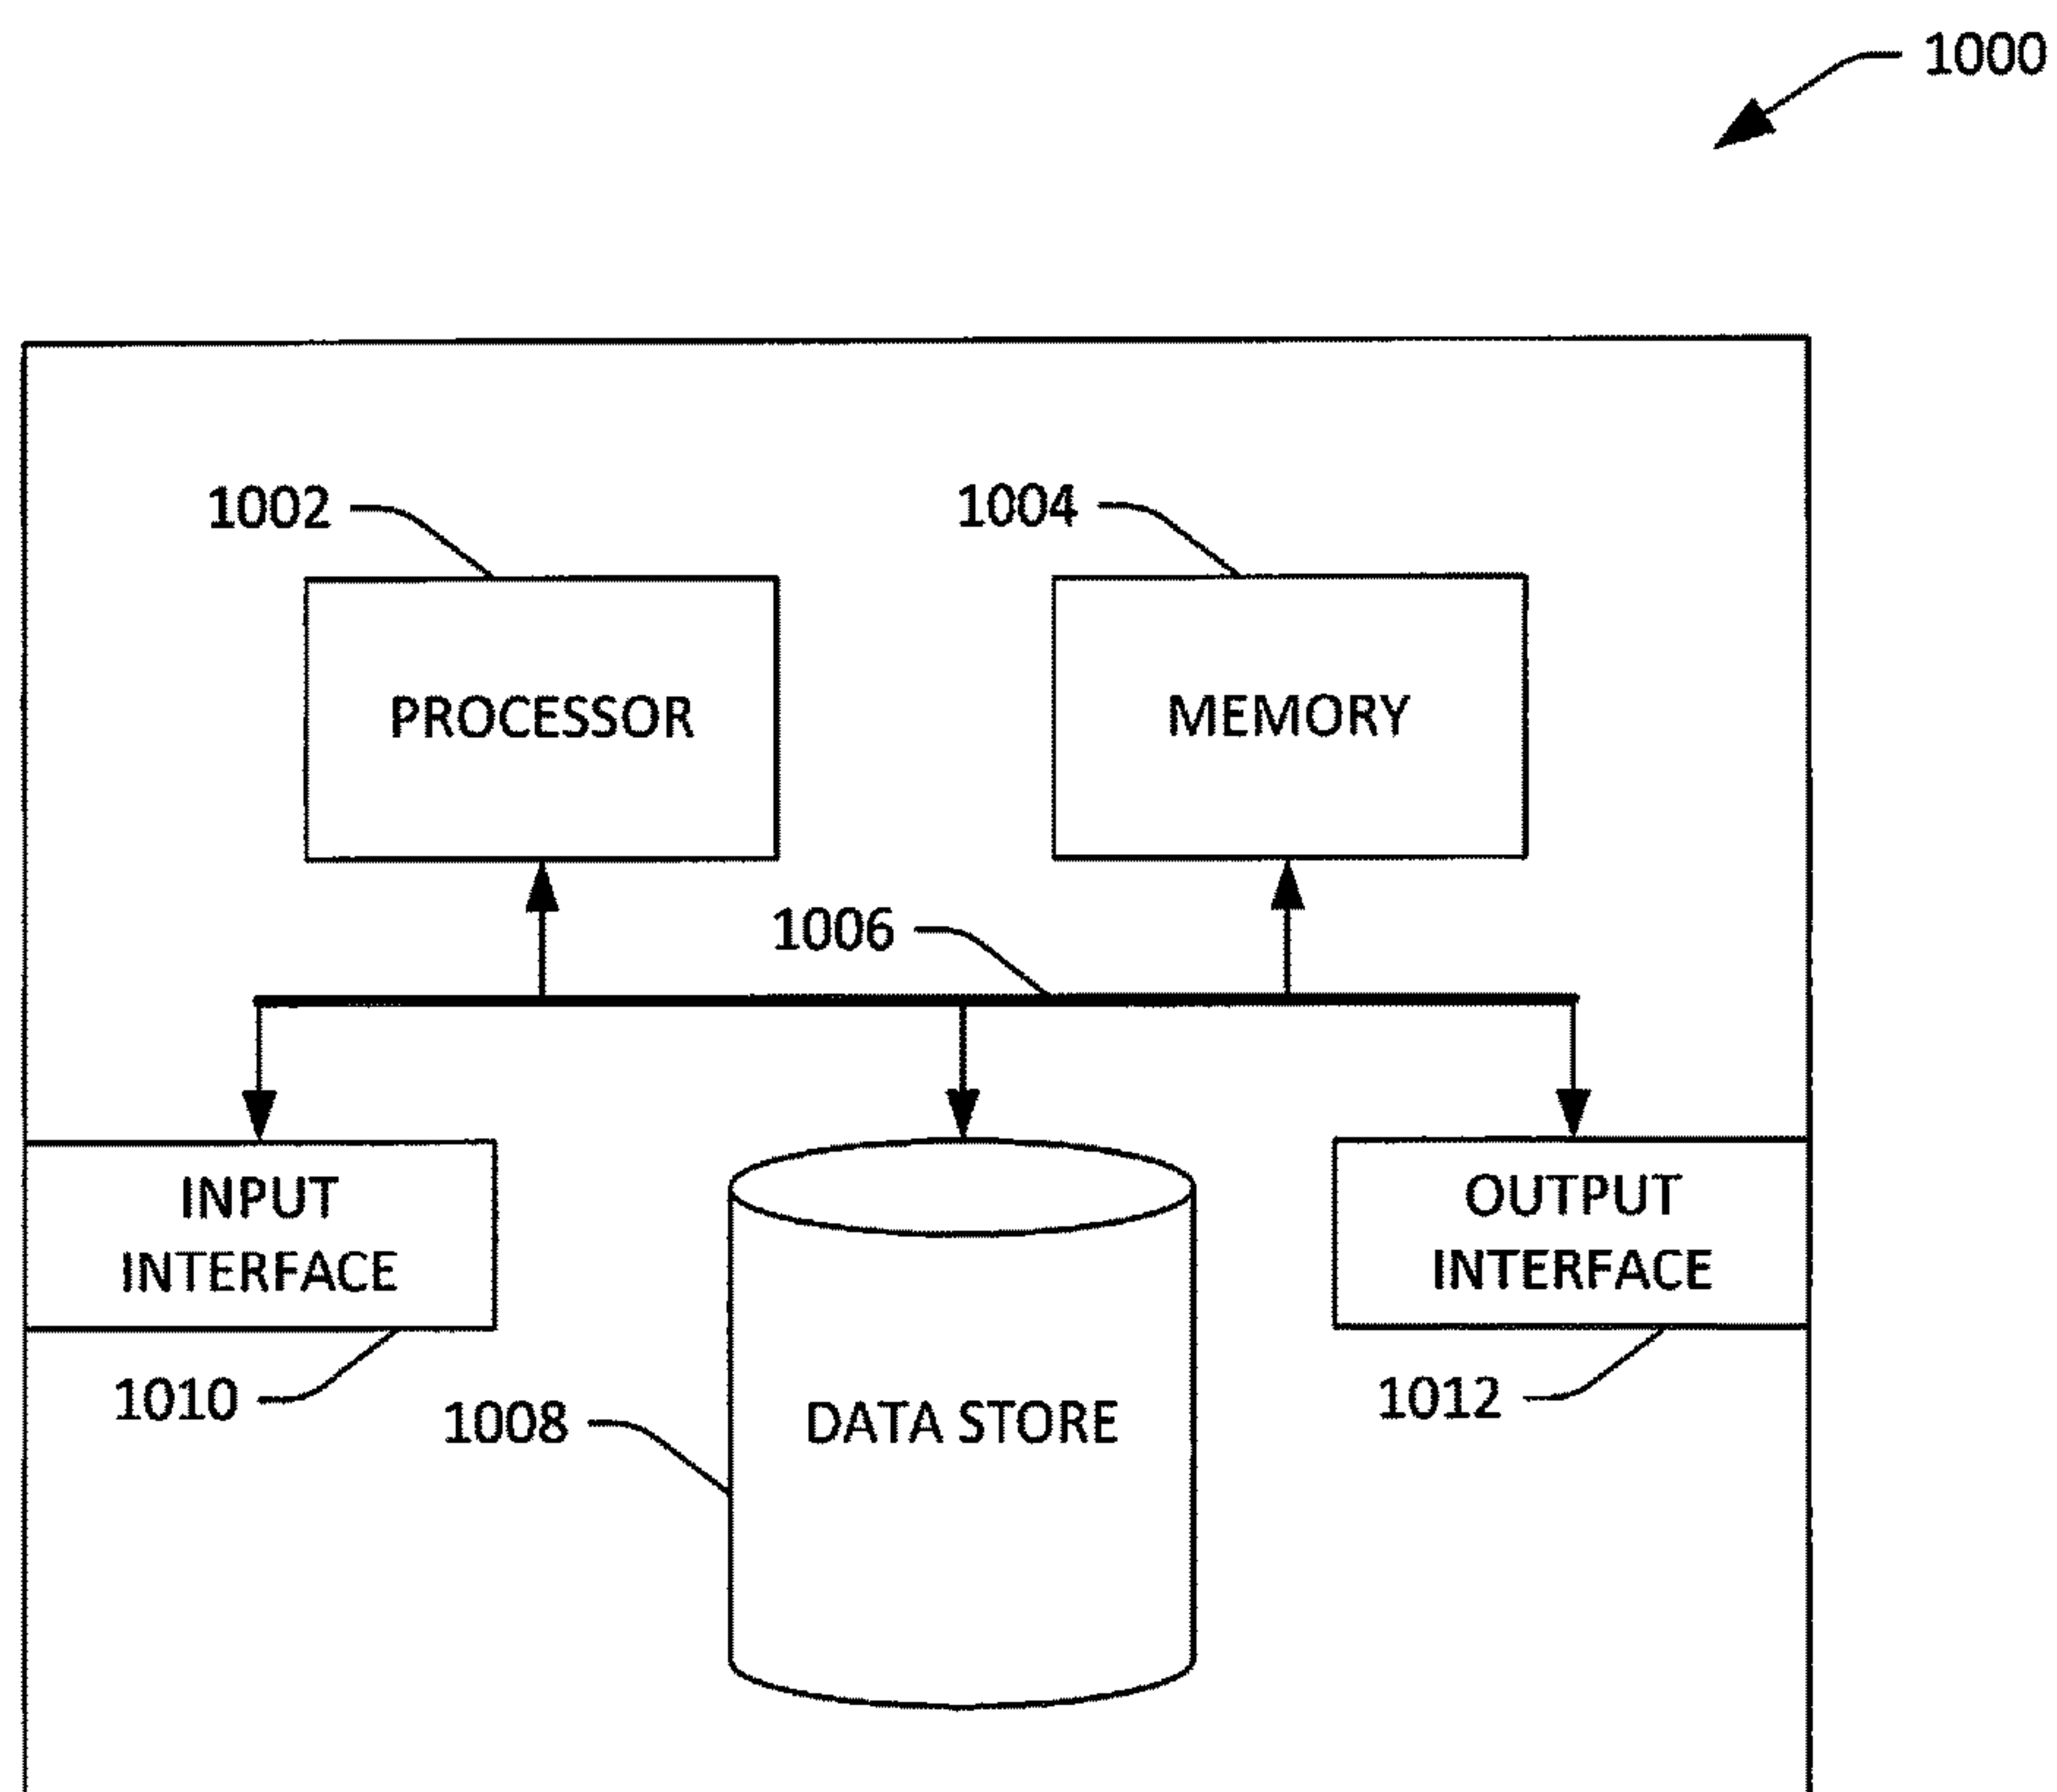 1000
1002
1004
PROCESSOR
MEMORY
1006
INPUT
INTERFACE
OUTPUT
INTERFACE
1010
1008
DATA STORE
1012